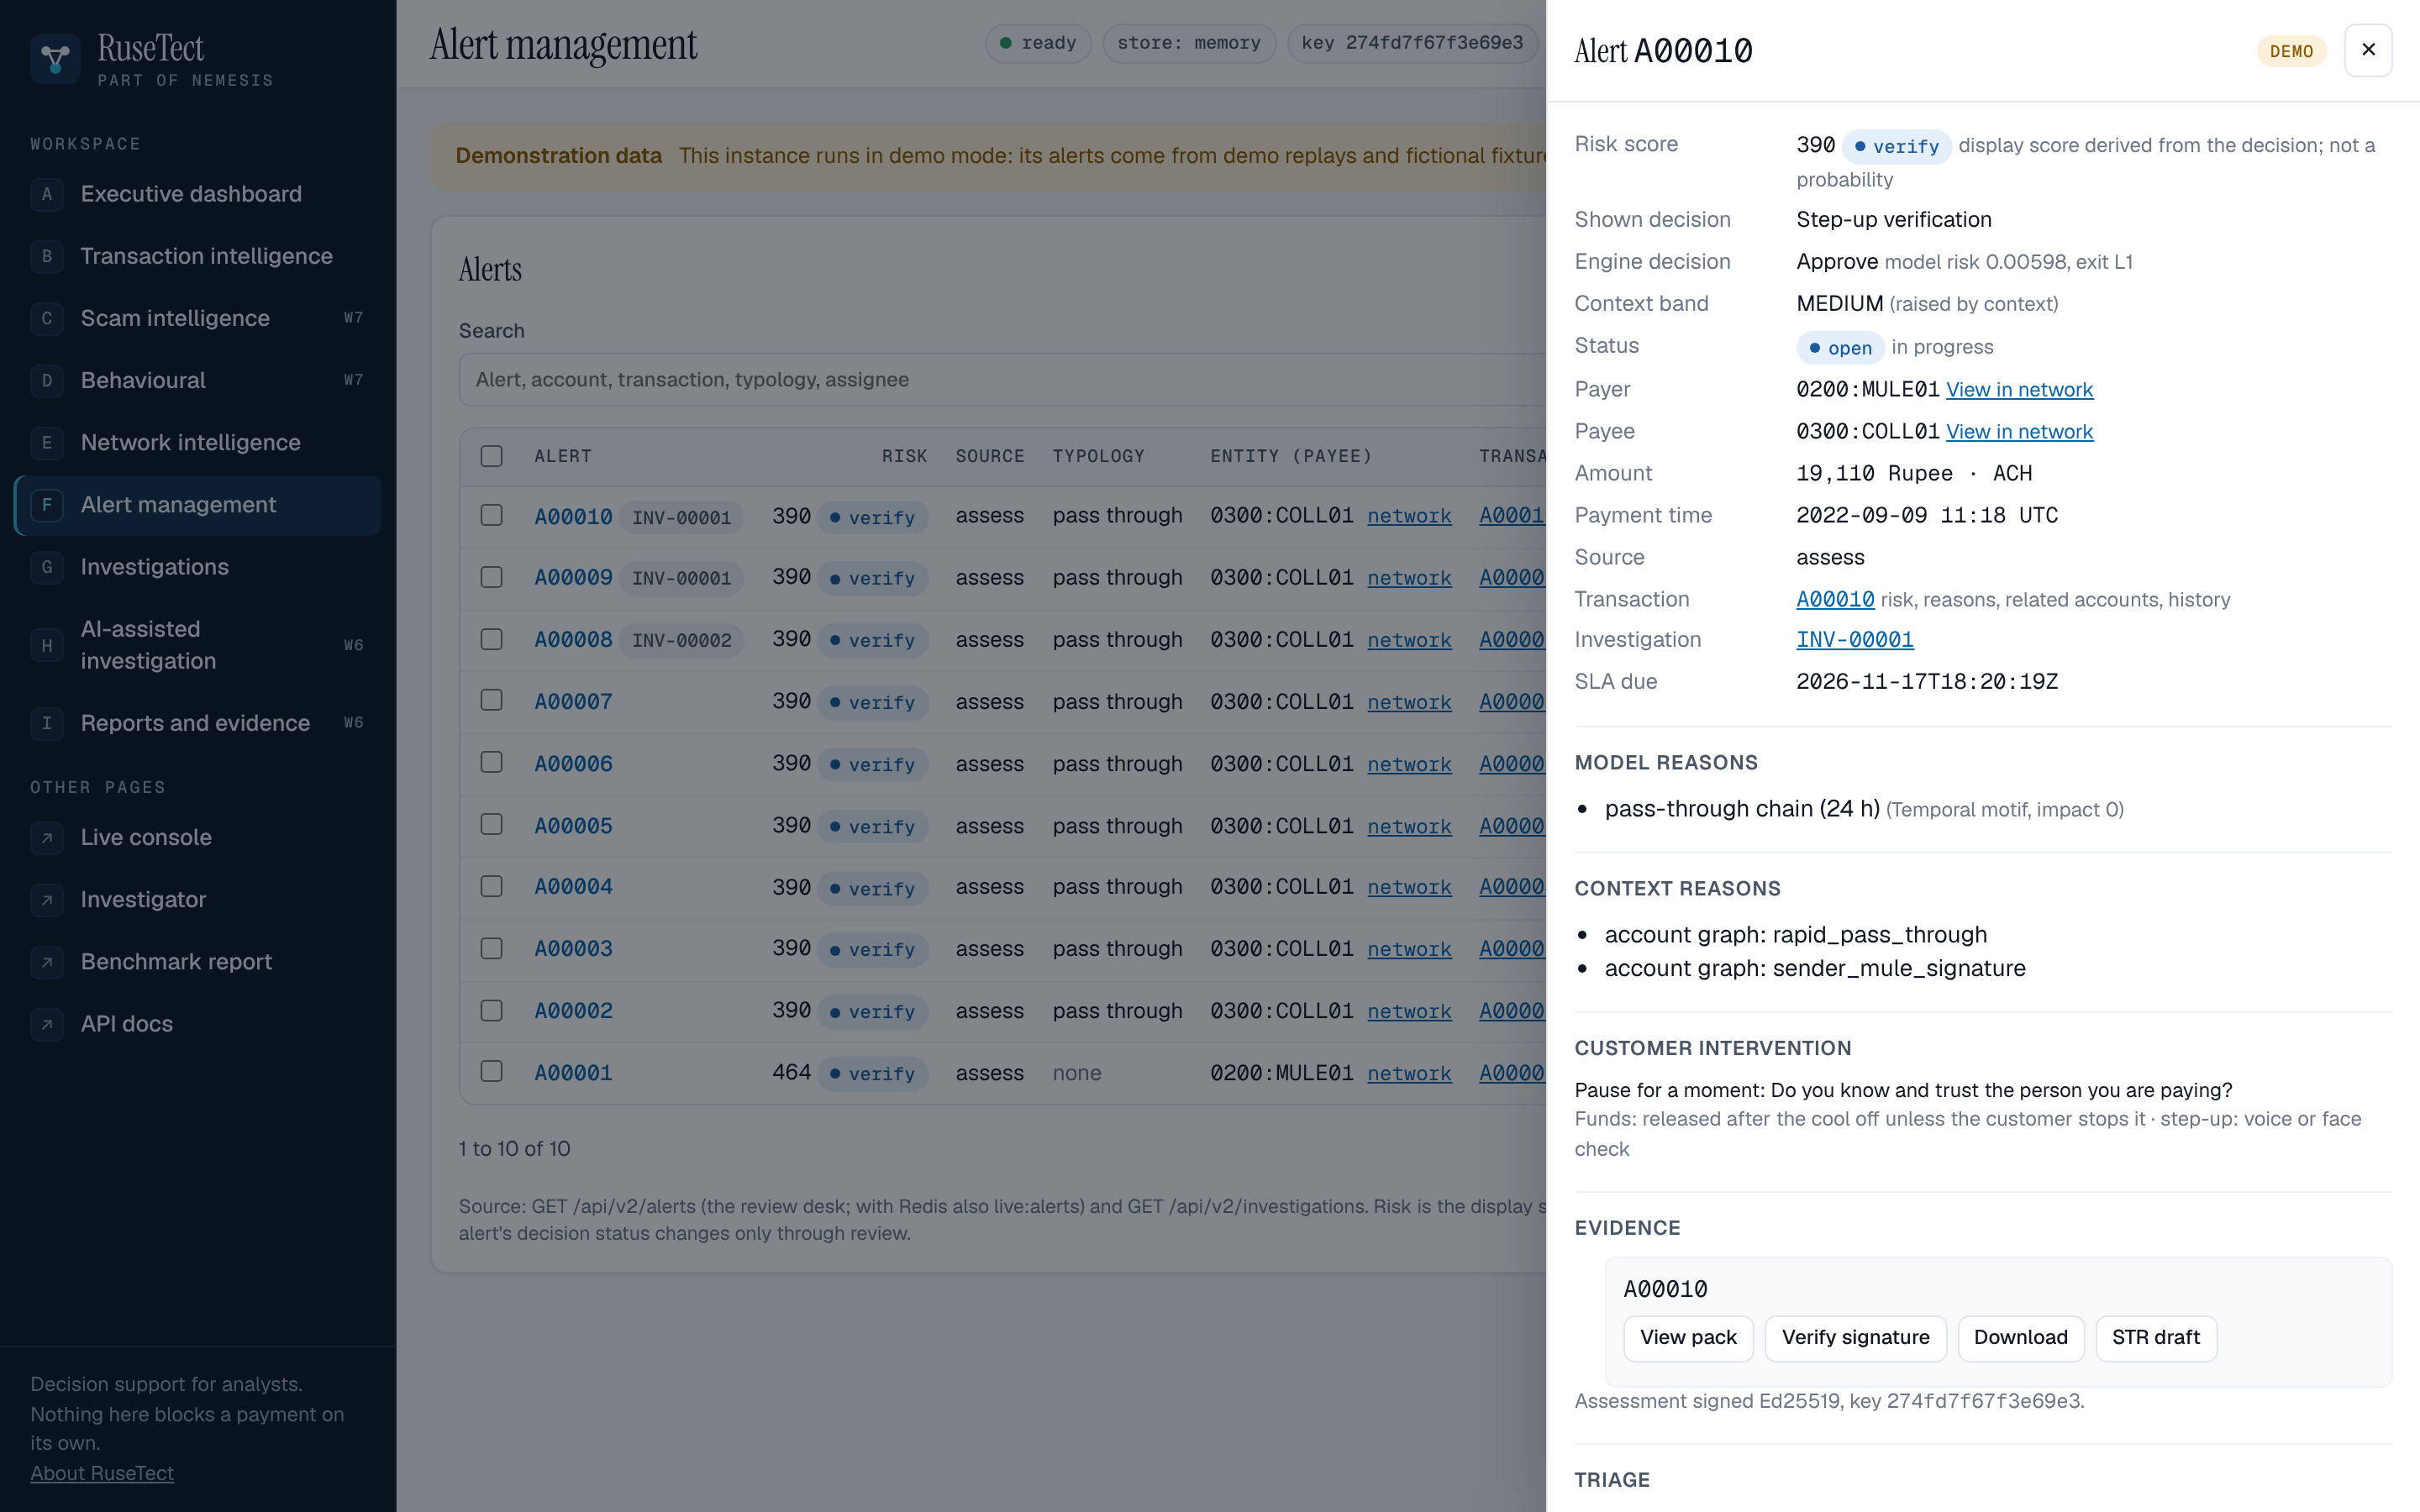 RuseTect
PART OF NEMESIS
WORKSPACE
A Executive dashboard
B Transaction intelligence
C Scam intelligence W7
D Behavioural W7
E Network intelligence
F Alert management
G Investigations
H AI-assisted investigation W6
I Reports and evidence W6
OTHER PAGES
Live console
Investigator
Benchmark report
API docs
Decision support for analysts.
Nothing here blocks a payment on
its own.
About RuseTect
Alert management
ready store: memory key 274fd7f67f3e69e3
Demonstration data This instance runs in demo mode: its alerts come from demo replays and fictional fixture
Alerts
Search
Alert, account, transaction, typology, assignee
ALERT RISK SOURCE TYPOLOGY ENTITY (PAYEE) TRANSA
A00010 INV-00001 390 verify assess pass through 0300:COLL01 network A0001
A00009 INV-00001 390 verify assess pass through 0300:COLL01 network A0000
A00008 INV-00002 390 verify assess pass through 0300:COLL01 network A0000
A00007 390 verify assess pass through 0300:COLL01 network A0000
A00006 390 verify assess pass through 0300:COLL01 network A0000
A00005 390 verify assess pass through 0300:COLL01 network A0000
A00004 390 verify assess pass through 0300:COLL01 network A0000
A00003 390 verify assess pass through 0300:COLL01 network A0000
A00002 390 verify assess pass through 0300:COLL01 network A0000
A00001 464 verify assess none 0200:MULE01 network A0000
1 to 10 of 10
Source: GET /api/v2/alerts (the review desk; with Redis also live:alerts) and GET /api/v2/investigations. Risk is the display s
alert's decision status changes only through review.
Alert A00010 DEMO ✕
Risk score 390 verify display score derived from the decision; not a
probability
Shown decision Step-up verification
Engine decision Approve model risk 0.00598, exit L1
Context band MEDIUM (raised by context)
Status open in progress
Payer 0200:MULE01 View in network
Payee 0300:COLL01 View in network
Amount 19,110 Rupee · ACH
Payment time 2022-09-09 11:18 UTC
Source assess
Transaction A00010 risk, reasons, related accounts, history
Investigation INV-00001
SLA due 2026-11-17T18:20:19Z
MODEL REASONS
• pass-through chain (24 h) (Temporal motif, impact 0)
CONTEXT REASONS
• account graph: rapid_pass_through
• account graph: sender_mule_signature
CUSTOMER INTERVENTION
Pause for a moment: Do you know and trust the person you are paying?
Funds: released after the cool off unless the customer stops it · step-up: voice or face
check
EVIDENCE
A00010
View pack Verify signature Download STR draft
Assessment signed Ed25519, key 274fd7f67f3e69e3.
TRIAGE